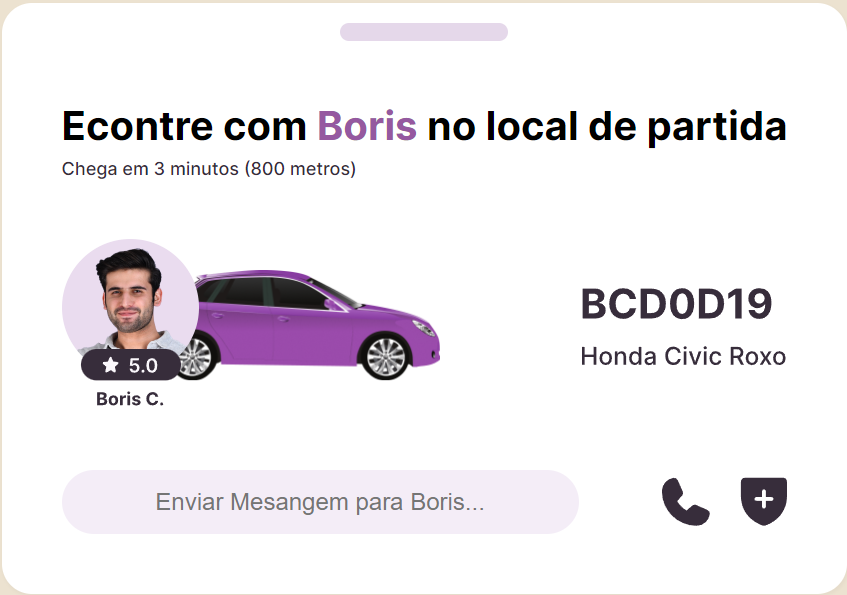 Econtre com Boris no local de partida
Chega em 3 minutos (800 metros)
BCD0D19
Honda Civic Roxo
5.0
Boris C.
Enviar Mesangem para Boris...